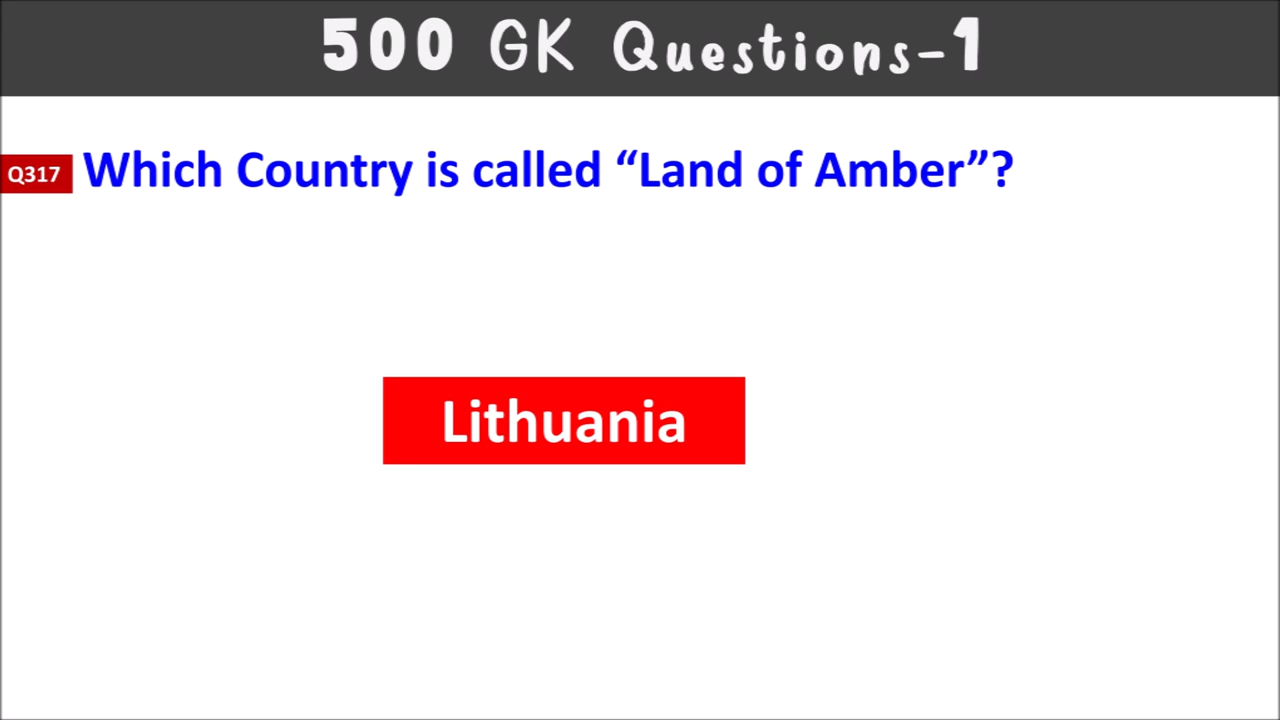 500 GK Questions-1
Q317 Which Country is called “Land of Amber”?
Lithuania